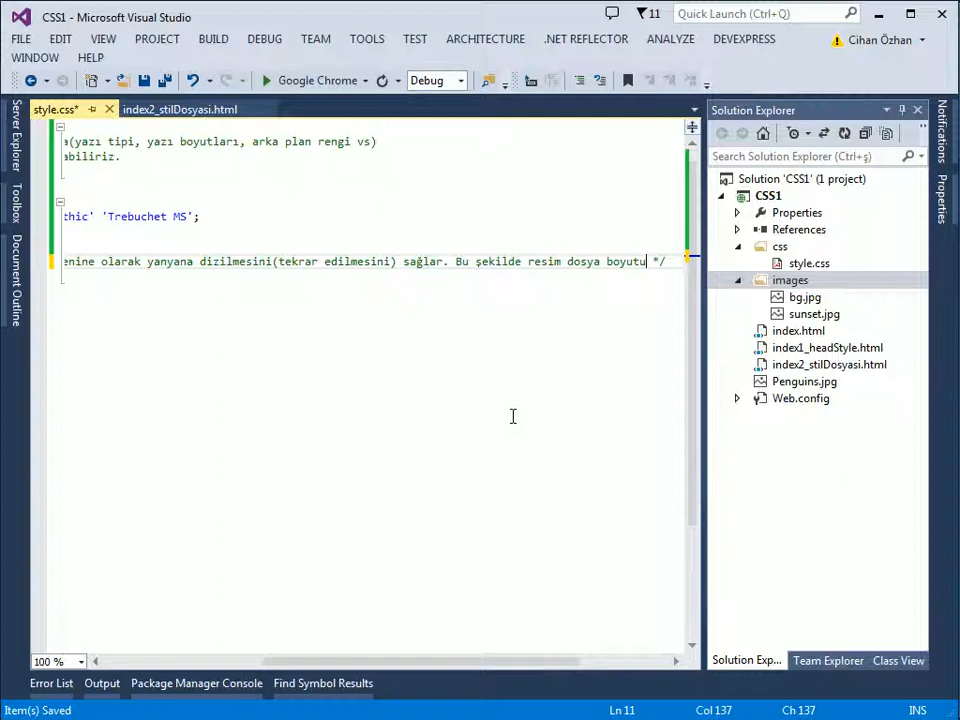 CSS1 - Microsoft Visual Studio
11
Quick Launch (Ctrl+Q)
FILE EDIT VIEW PROJECT BUILD DEBUG TEAM TOOLS TEST ARCHITECTURE .NET REFLECTOR ANALYZE DEVEXPRESS
Cihan Özhan
WINDOW HELP
Google Chrome
Debug
Server Explorer
Toolbox
Document Outline
style.css*
index2_stilDosyasi.html
a(yazı tipi, yazı boyutları, arka plan rengi vs)
abiliriz.
thic' 'Trebuchet MS';
enine olarak yanyana dizilmesini(tekrar edilmesini) sağlar. Bu şekilde resim dosya boyutu */
100 %
Solution Explorer
Search Solution Explorer (Ctrl+ş)
Solution 'CSS1' (1 project)
CSS1
Properties
References
css
style.css
images
bg.jpg
sunset.jpg
index.html
index1_headStyle.html
index2_stilDosyasi.html
Penguins.jpg
Web.config
Solution Exp...
Team Explorer
Class View
Notifications
Properties
Error List
Output
Package Manager Console
Find Symbol Results
Item(s) Saved
Ln 11
Col 137
Ch 137
INS